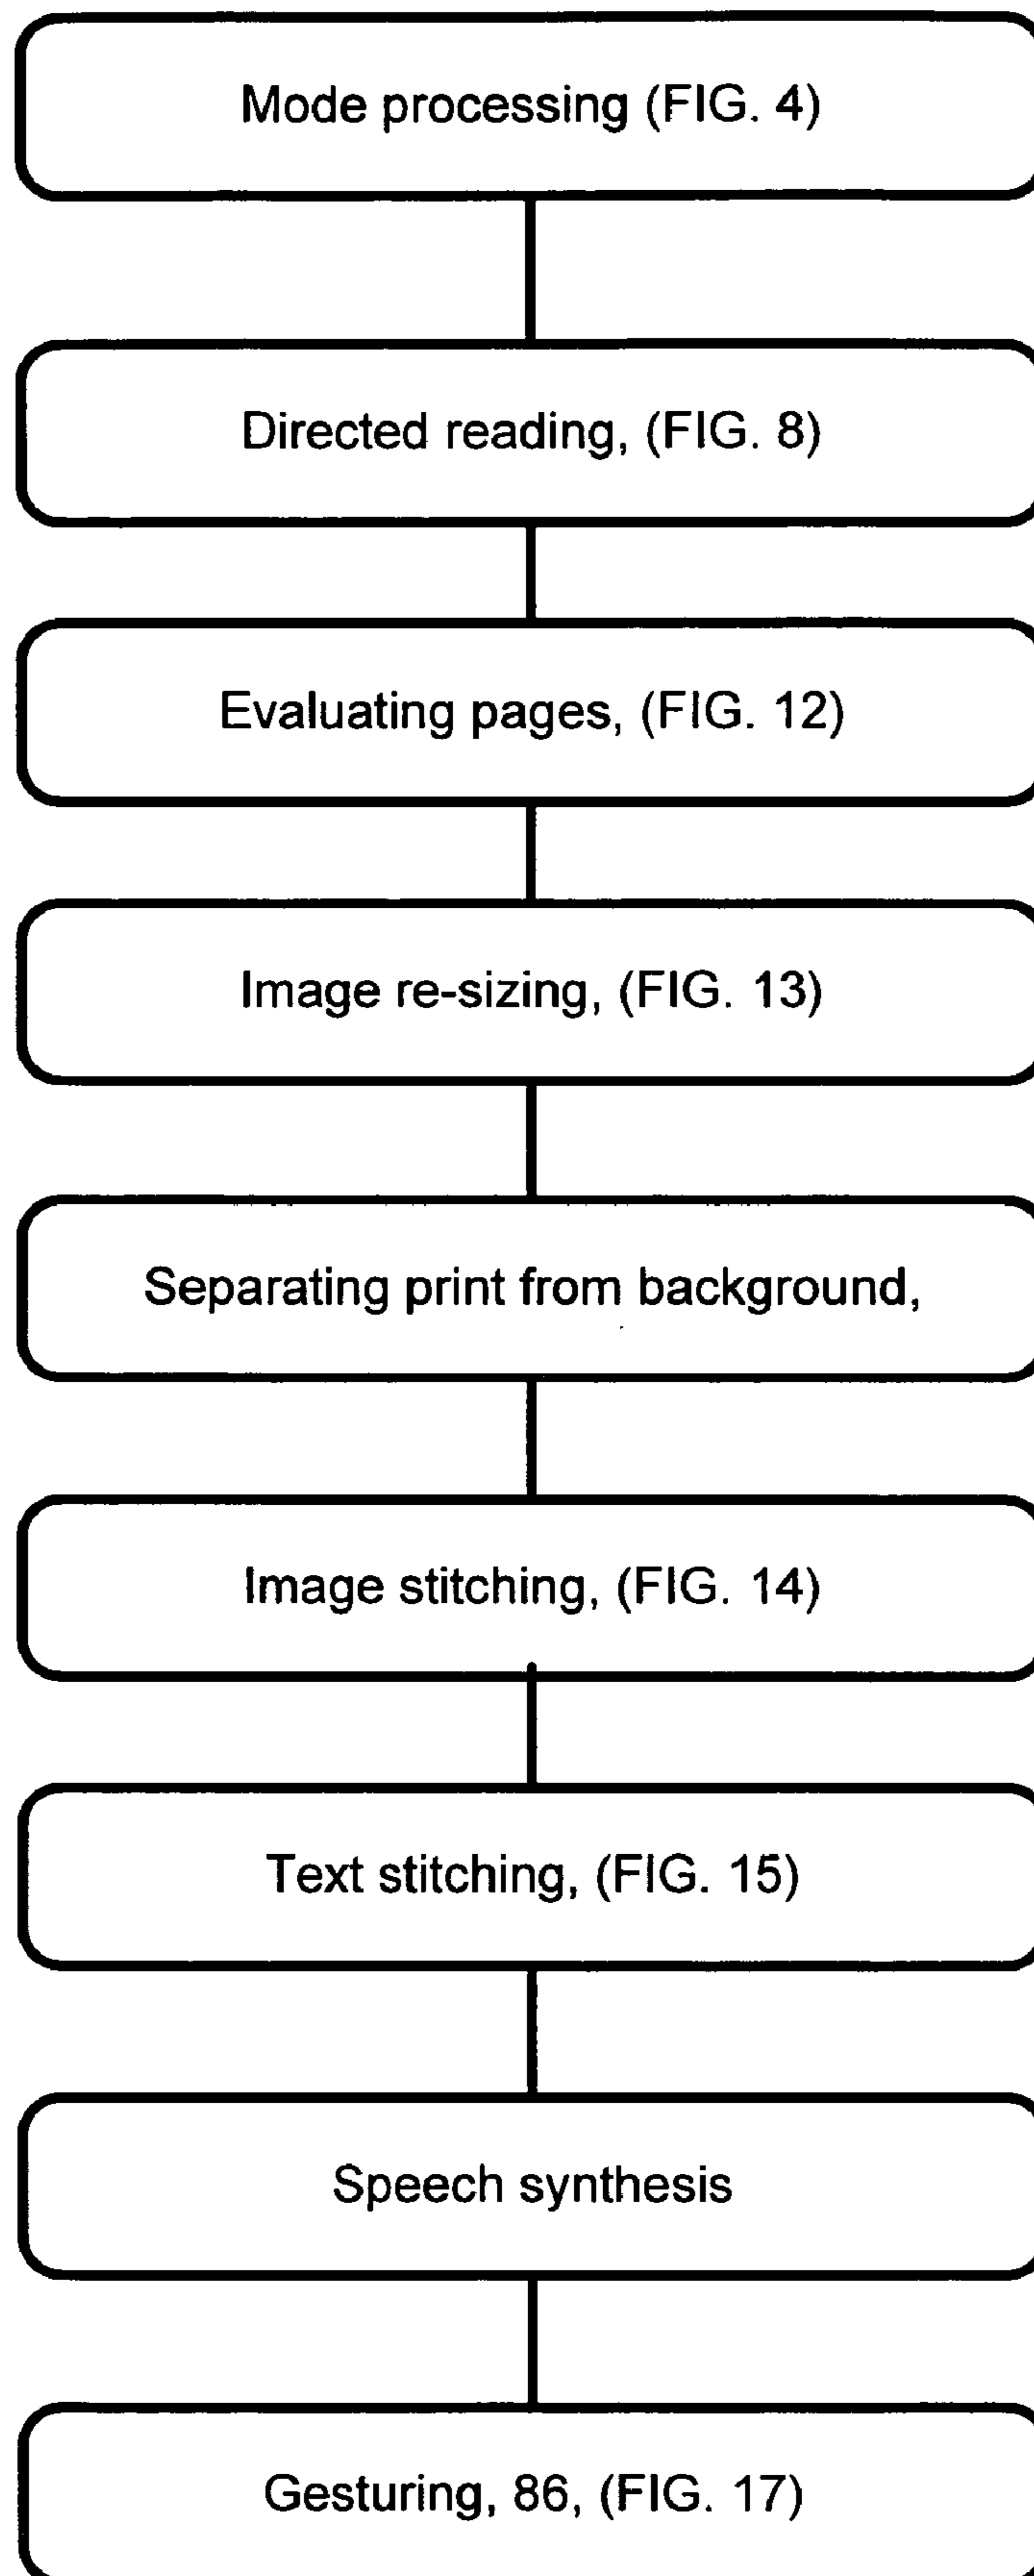 Mode processing (FIG. 4)
Directed reading, (FIG. 8)
Evaluating pages, (FIG. 12)
Image re-sizing, (FIG. 13)
Separating print from background,
Image stitching, (FIG. 14)
Text stitching, (FIG. 15)
Speech synthesis
Gesturing, 86, (FIG. 17)